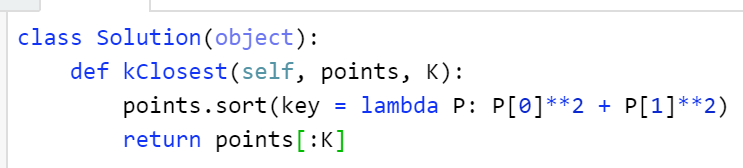 class Solution(object):
    def kClosest(self, points, K):
        points.sort(key = lambda P: P[0]**2 + P[1]**2)
        return points[:K]